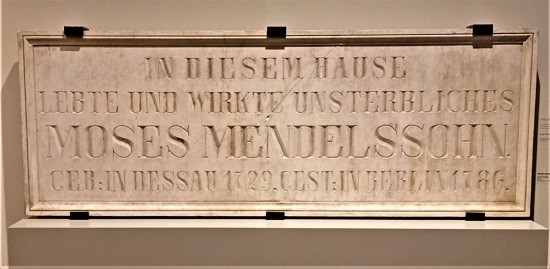 IN DIESEM HAUSE
LEBTE UND WIRKTE UNSTERBLICHES
MOSES MENDELSSOHN.
GEB: IN DESSAU 1729. GEST: IN BERLIN 1786.